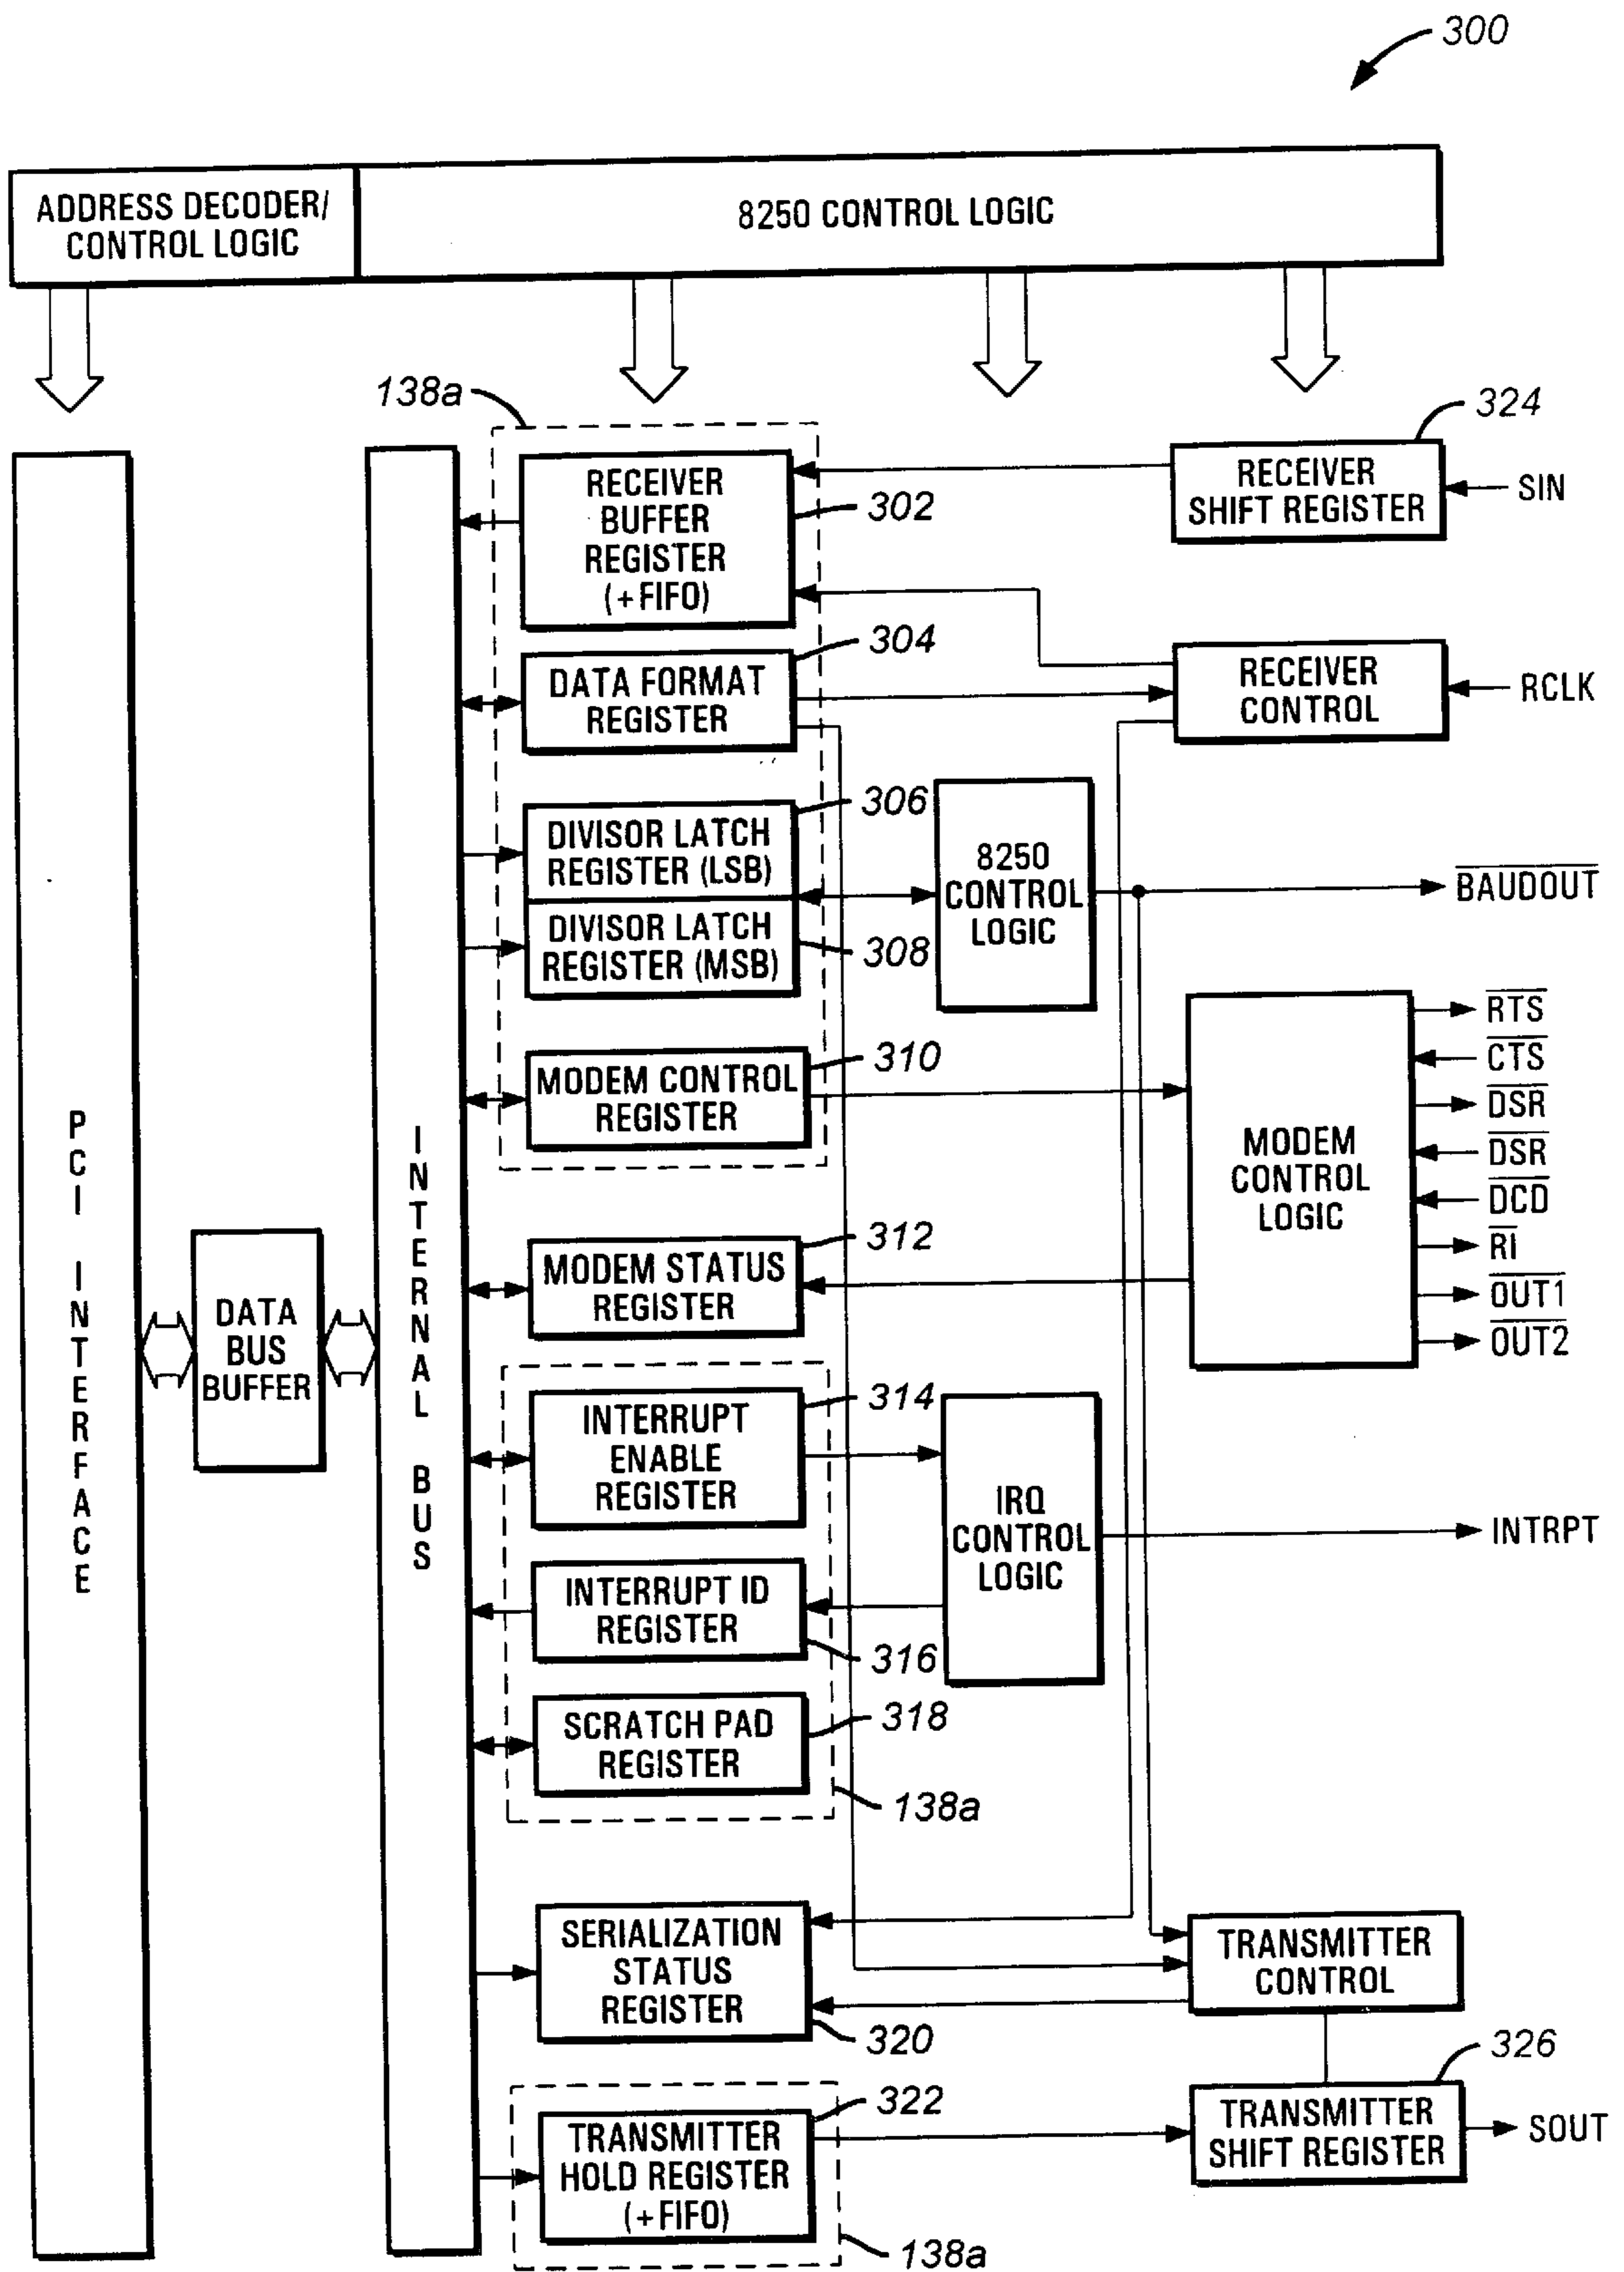 300
ADDRESS DECODER/
CONTROL LOGIC
8250 CONTROL LOGIC
138a
324
RECEIVER
BUFFER
REGISTER
(+FIFO)
302
RECEIVER
SHIFT REGISTER
SIN
304
DATA FORMAT
REGISTER
RECEIVER
CONTROL
RCLK
306
DIVISOR LATCH
REGISTER (LSB)
DIVISOR LATCH
REGISTER (MSB)
308
8250
CONTROL
LOGIC
BAUDOUT
310
MODEM CONTROL
REGISTER
MODEM
CONTROL
LOGIC
RTS
CTS
DSR
DSR
DCD
RI
OUT1
OUT2
PCI INTERFACE
DATA
BUS
BUFFER
INTERNAL BUS
312
MODEM STATUS
REGISTER
314
INTERRUPT
ENABLE
REGISTER
IRQ
CONTROL
LOGIC
INTRPT
INTERRUPT ID
REGISTER
316
318
SCRATCH PAD
REGISTER
138a
SERIALIZATION
STATUS
REGISTER
320
TRANSMITTER
CONTROL
326
322
TRANSMITTER
HOLD REGISTER
(+FIFO)
TRANSMITTER
SHIFT REGISTER
SOUT
138a